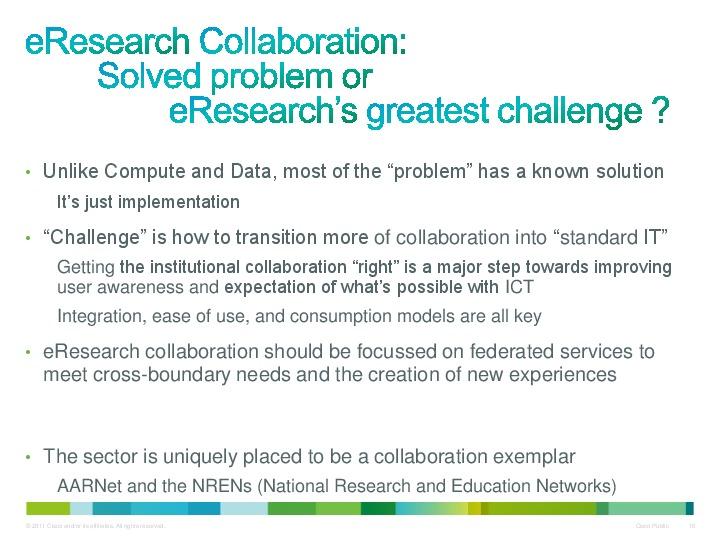 eResearch Collaboration:
Solved problem or
eResearch's greatest challenge ?
• Unlike Compute and Data, most of the “problem” has a known solution
It's just implementation
• “Challenge” is how to transition more of collaboration into “standard IT”
Getting the institutional collaboration “right” is a major step towards improving
user awareness and expectation of what's possible with ICT
Integration, ease of use, and consumption models are all key
• eResearch collaboration should be focussed on federated services to
meet cross-boundary needs and the creation of new experiences
• The sector is uniquely placed to be a collaboration exemplar
AARNet and the NRENs (National Research and Education Networks)
© 2011 Cisco and/or its affiliates. All rights reserved.
Cisco Public